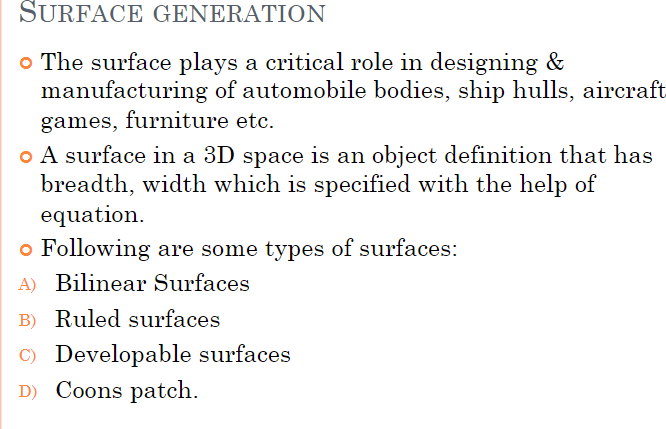 SURFACE GENERATION
The surface plays a critical role in designing &
manufacturing of automobile bodies, ship hulls, aircraft
games, furniture etc.
A surface in a 3D space is an object definition that has
breadth, width which is specified with the help of
equation.
Following are some types of surfaces:
A) Bilinear Surfaces
B) Ruled surfaces
C) Developable surfaces
D) Coons patch.